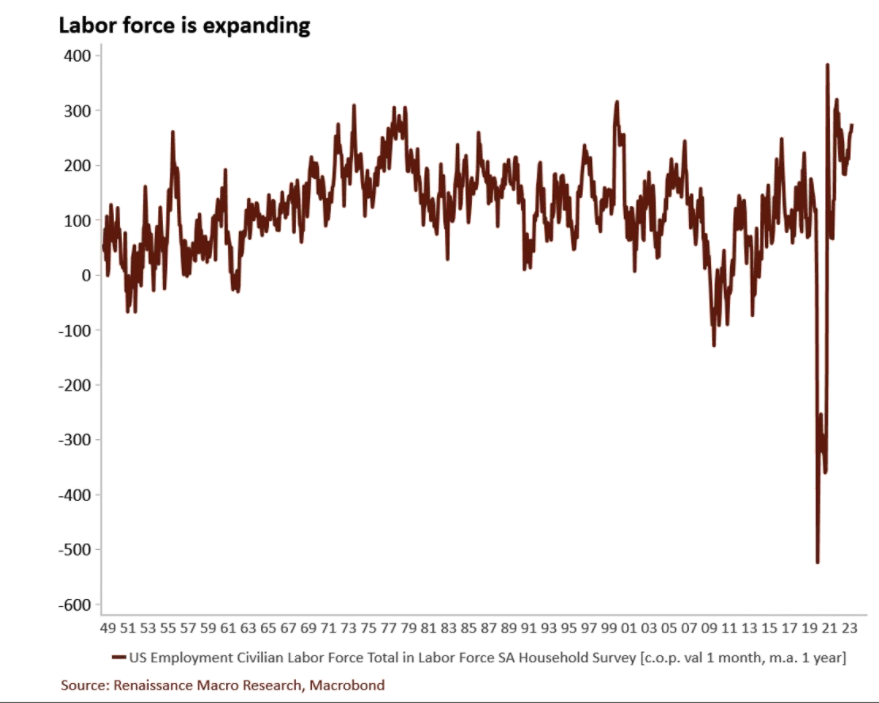 Labor force is expanding
400
300
200
100
0
-100
-200
-300
-400
-500
-600
49 51 53 55 57 59 61 63 65 67 69 71 73 75 77 79 81 83 85 87 89 91 93 95 97 99 01 03 05 07 09 11 13 15 17 19 21 23
US Employment Civilian Labor Force Total in Labor Force SA Household Survey [c.o.p. val 1 month, m.a. 1 year]
Source: Renaissance Macro Research, Macrobond